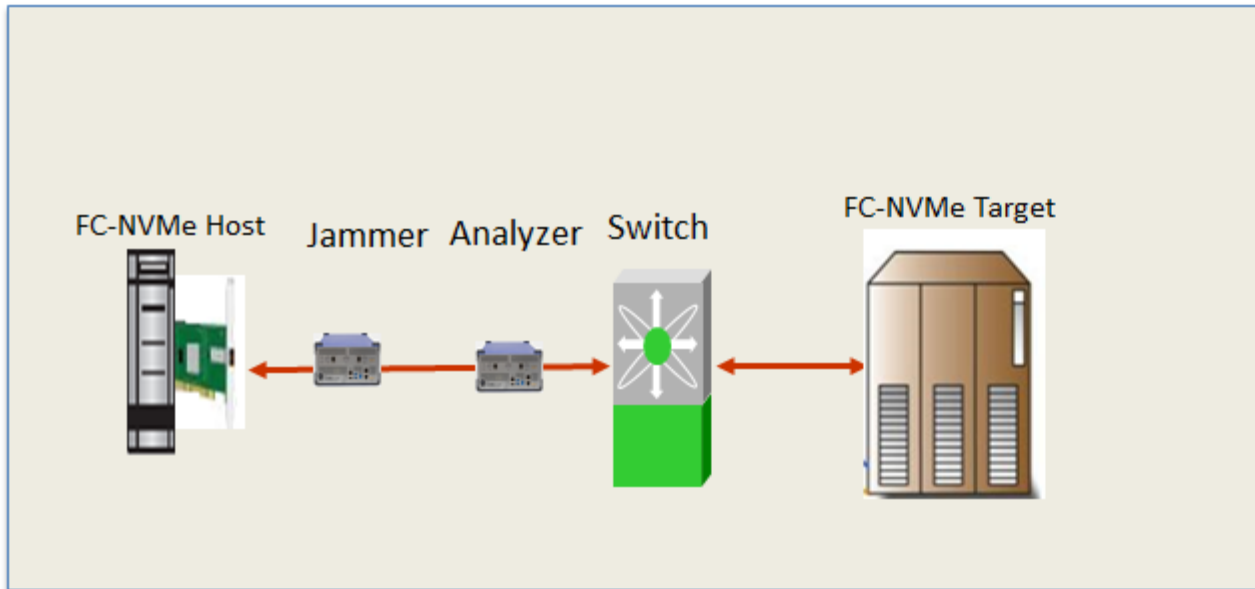 FC-NVMe Host
Jammer
Analyzer
Switch
FC-NVMe Target